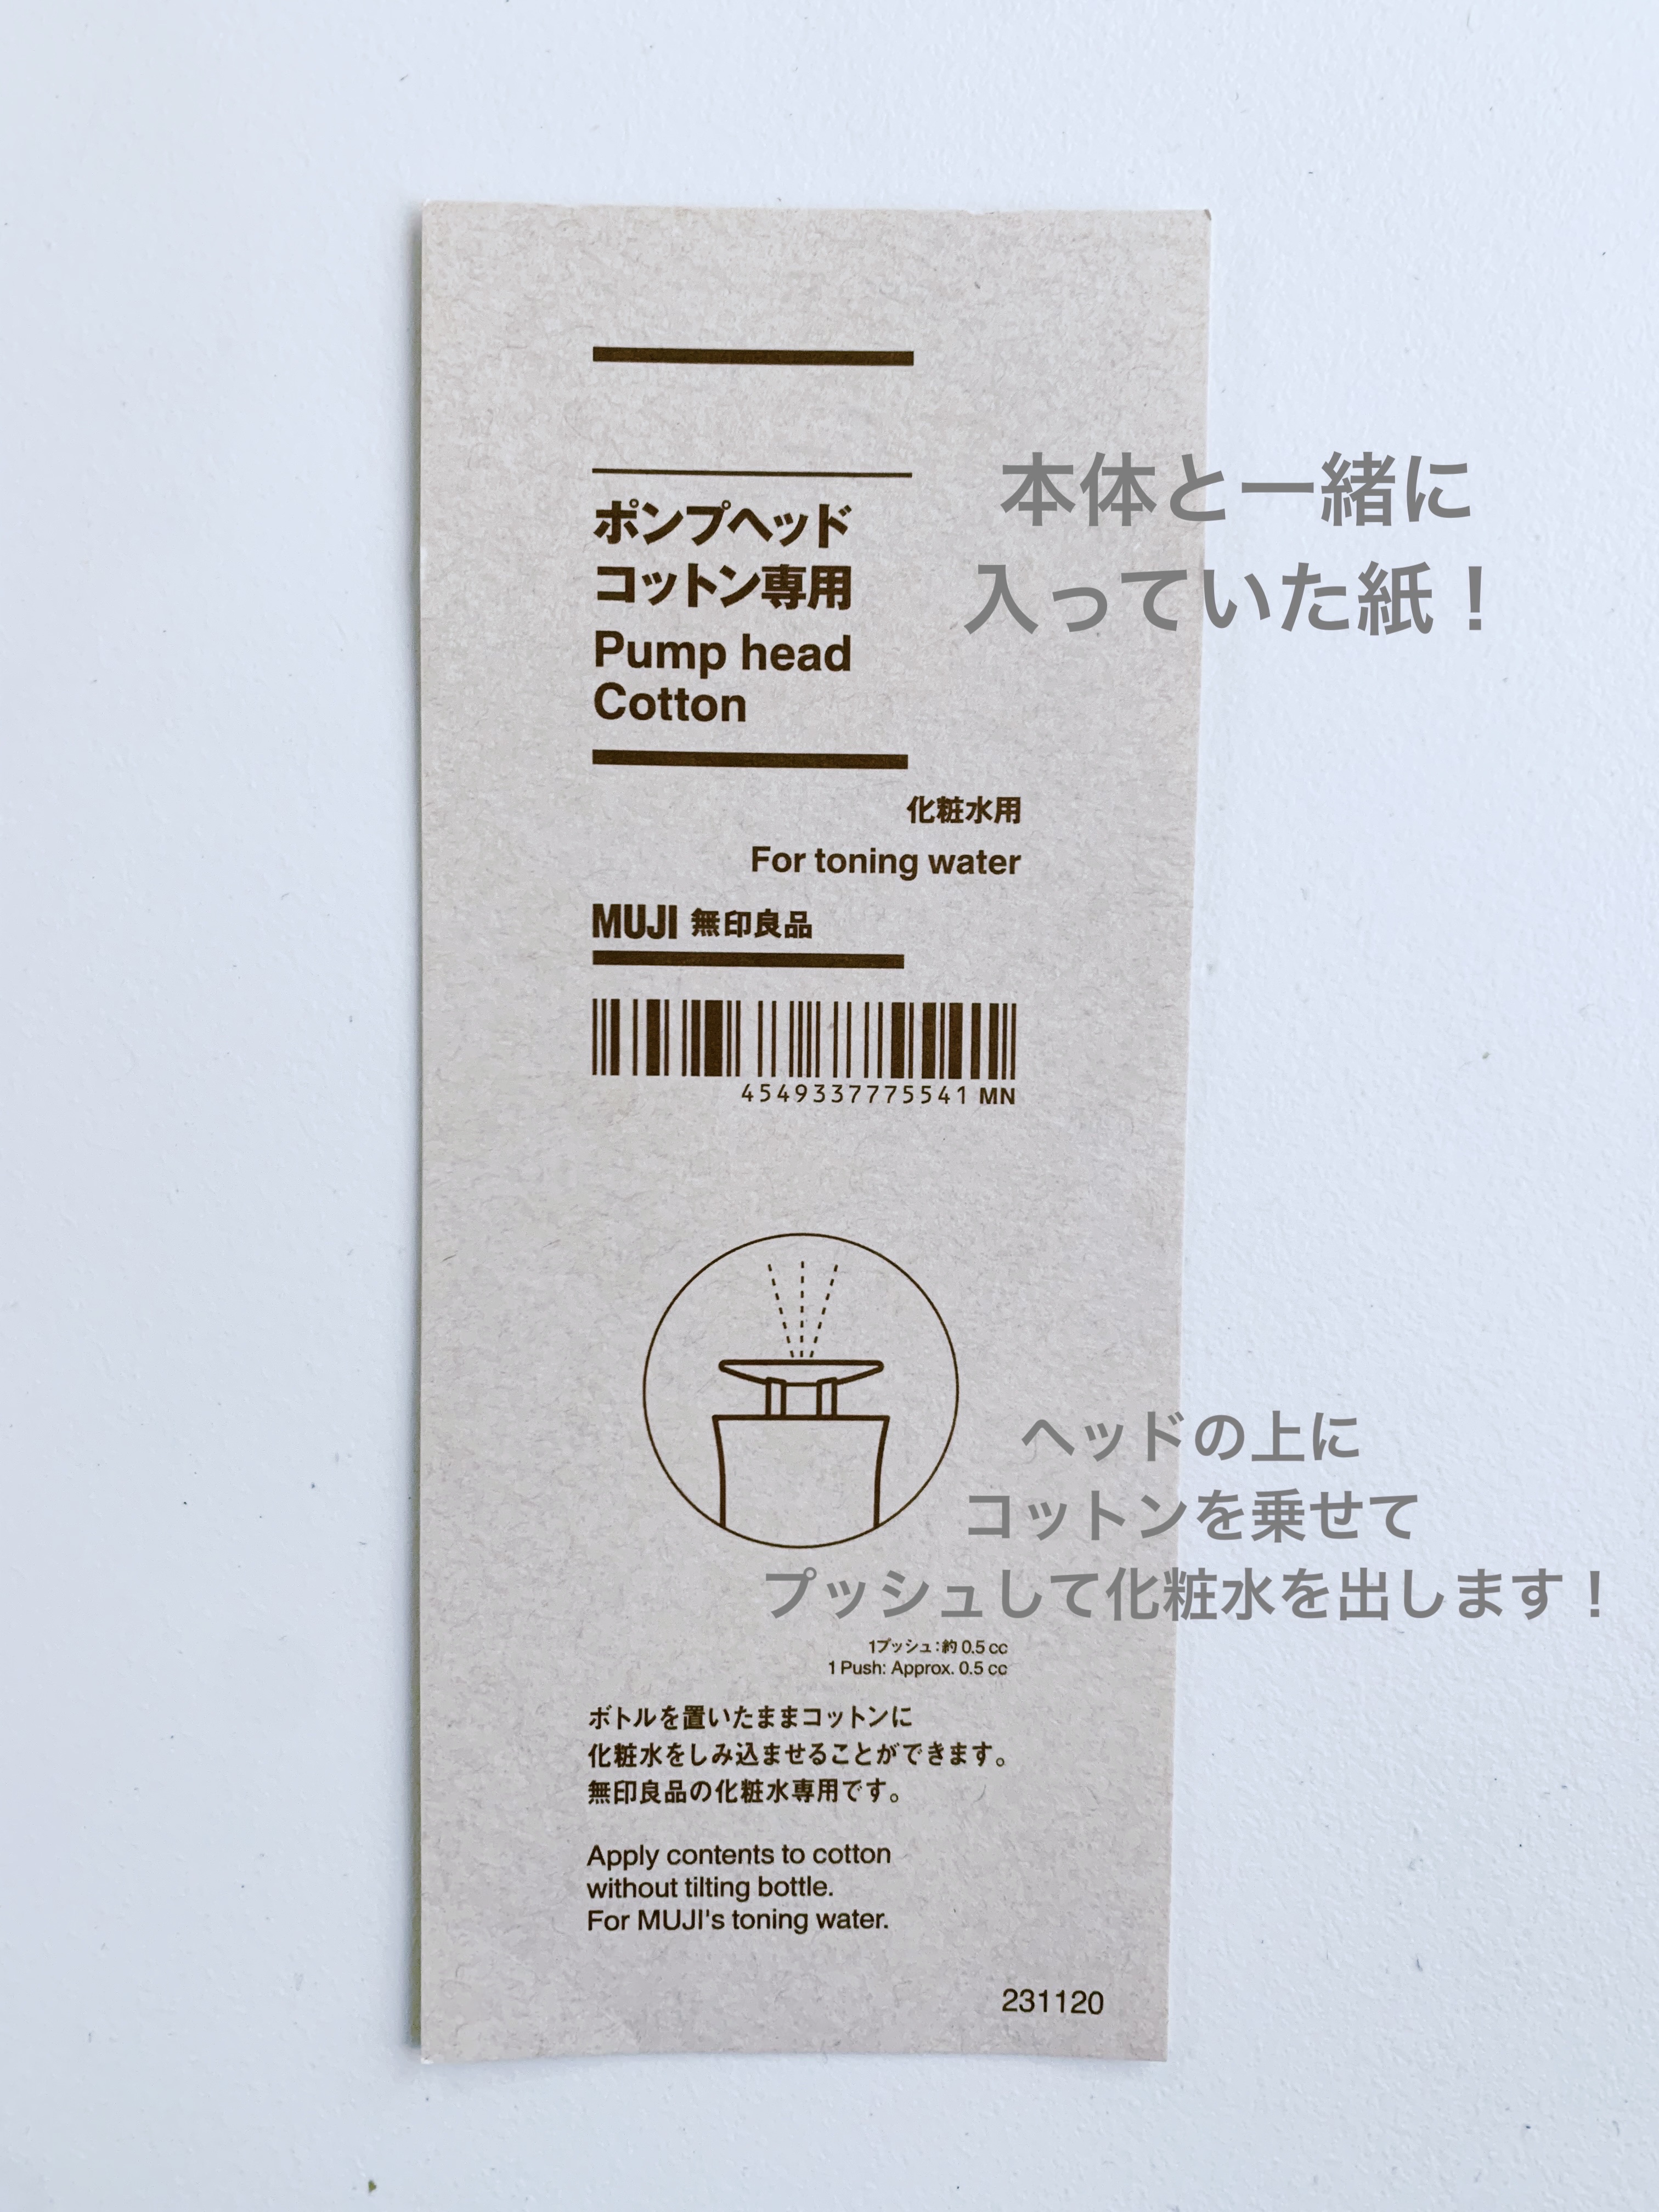 ポンプヘッド
コットン専用
Pump head
Cotton
本体と一緒に
入っていた紙！
化粧水用
For toning water
MUJI 無印良品
4549337775541 MN
ヘッドの上に
コットンを乗せて
プッシュして化粧水を出します！
1プッシュ：約 0.5 cc
1 Push: Approx. 0.5 cc
ボトルを置いたままコットンに
化粧水をしみ込ませることができます。
無印良品の化粧水専用です。
Apply contents to cotton
without tilting bottle.
For MUJI's toning water.
231120